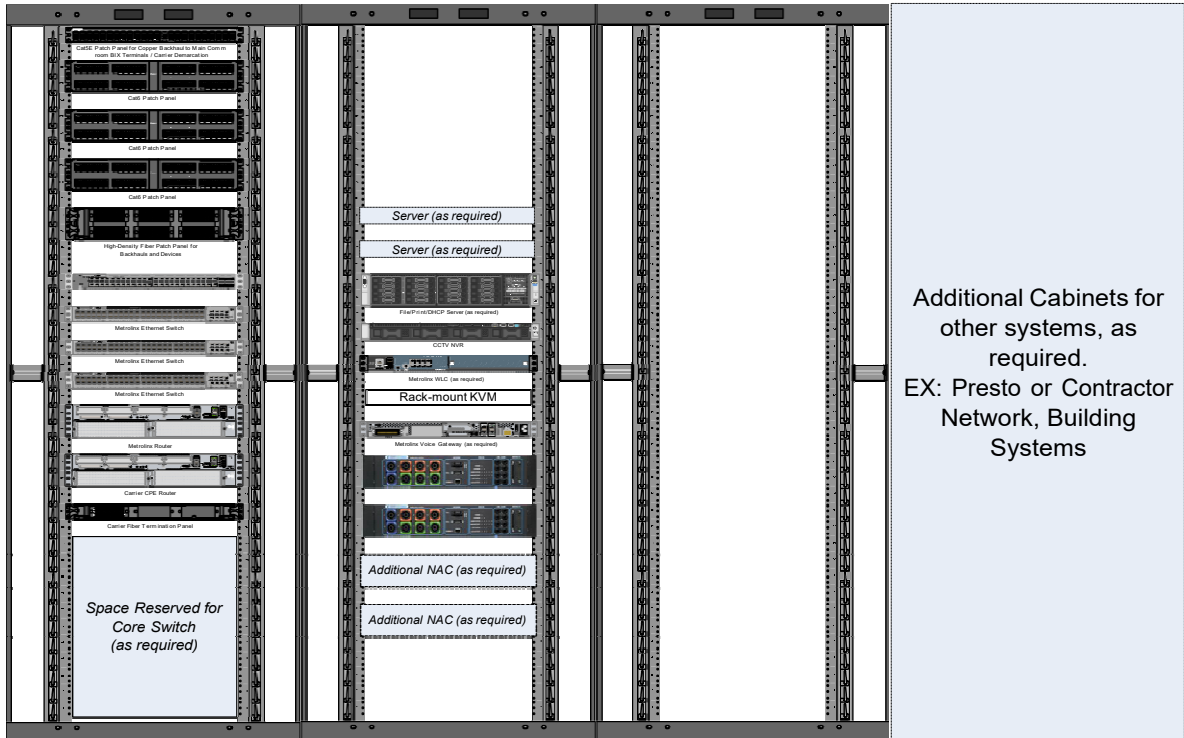 Cat5E Patch Panel for Copper Backhaul to Main Comm
room BIX Terminals / Carrier Demarcation
Cat6 Patch Panel
Cat6 Patch Panel
Cat6 Patch Panel
High-Density Fiber Patch Panel for
Backhauls and Devices
Metrolinx Ethernet Switch
Metrolinx Ethernet Switch
Metrolinx Ethernet Switch
Metrolinx Router
Carrier CPE Router
Carrier Fiber Termination Panel
Space Reserved for
Core Switch
(as required)
Server (as required)
Server (as required)
File/Print/DHCP Server (as required)
CCTV NVR
Metrolinx WLC (as required)
Rack-mount KVM
Metrolinx Voice Gateway (as required)
Additional NAC (as required)
Additional NAC (as required)
Additional Cabinets for
other systems, as
required.
EX: Presto or Contractor
Network, Building
Systems